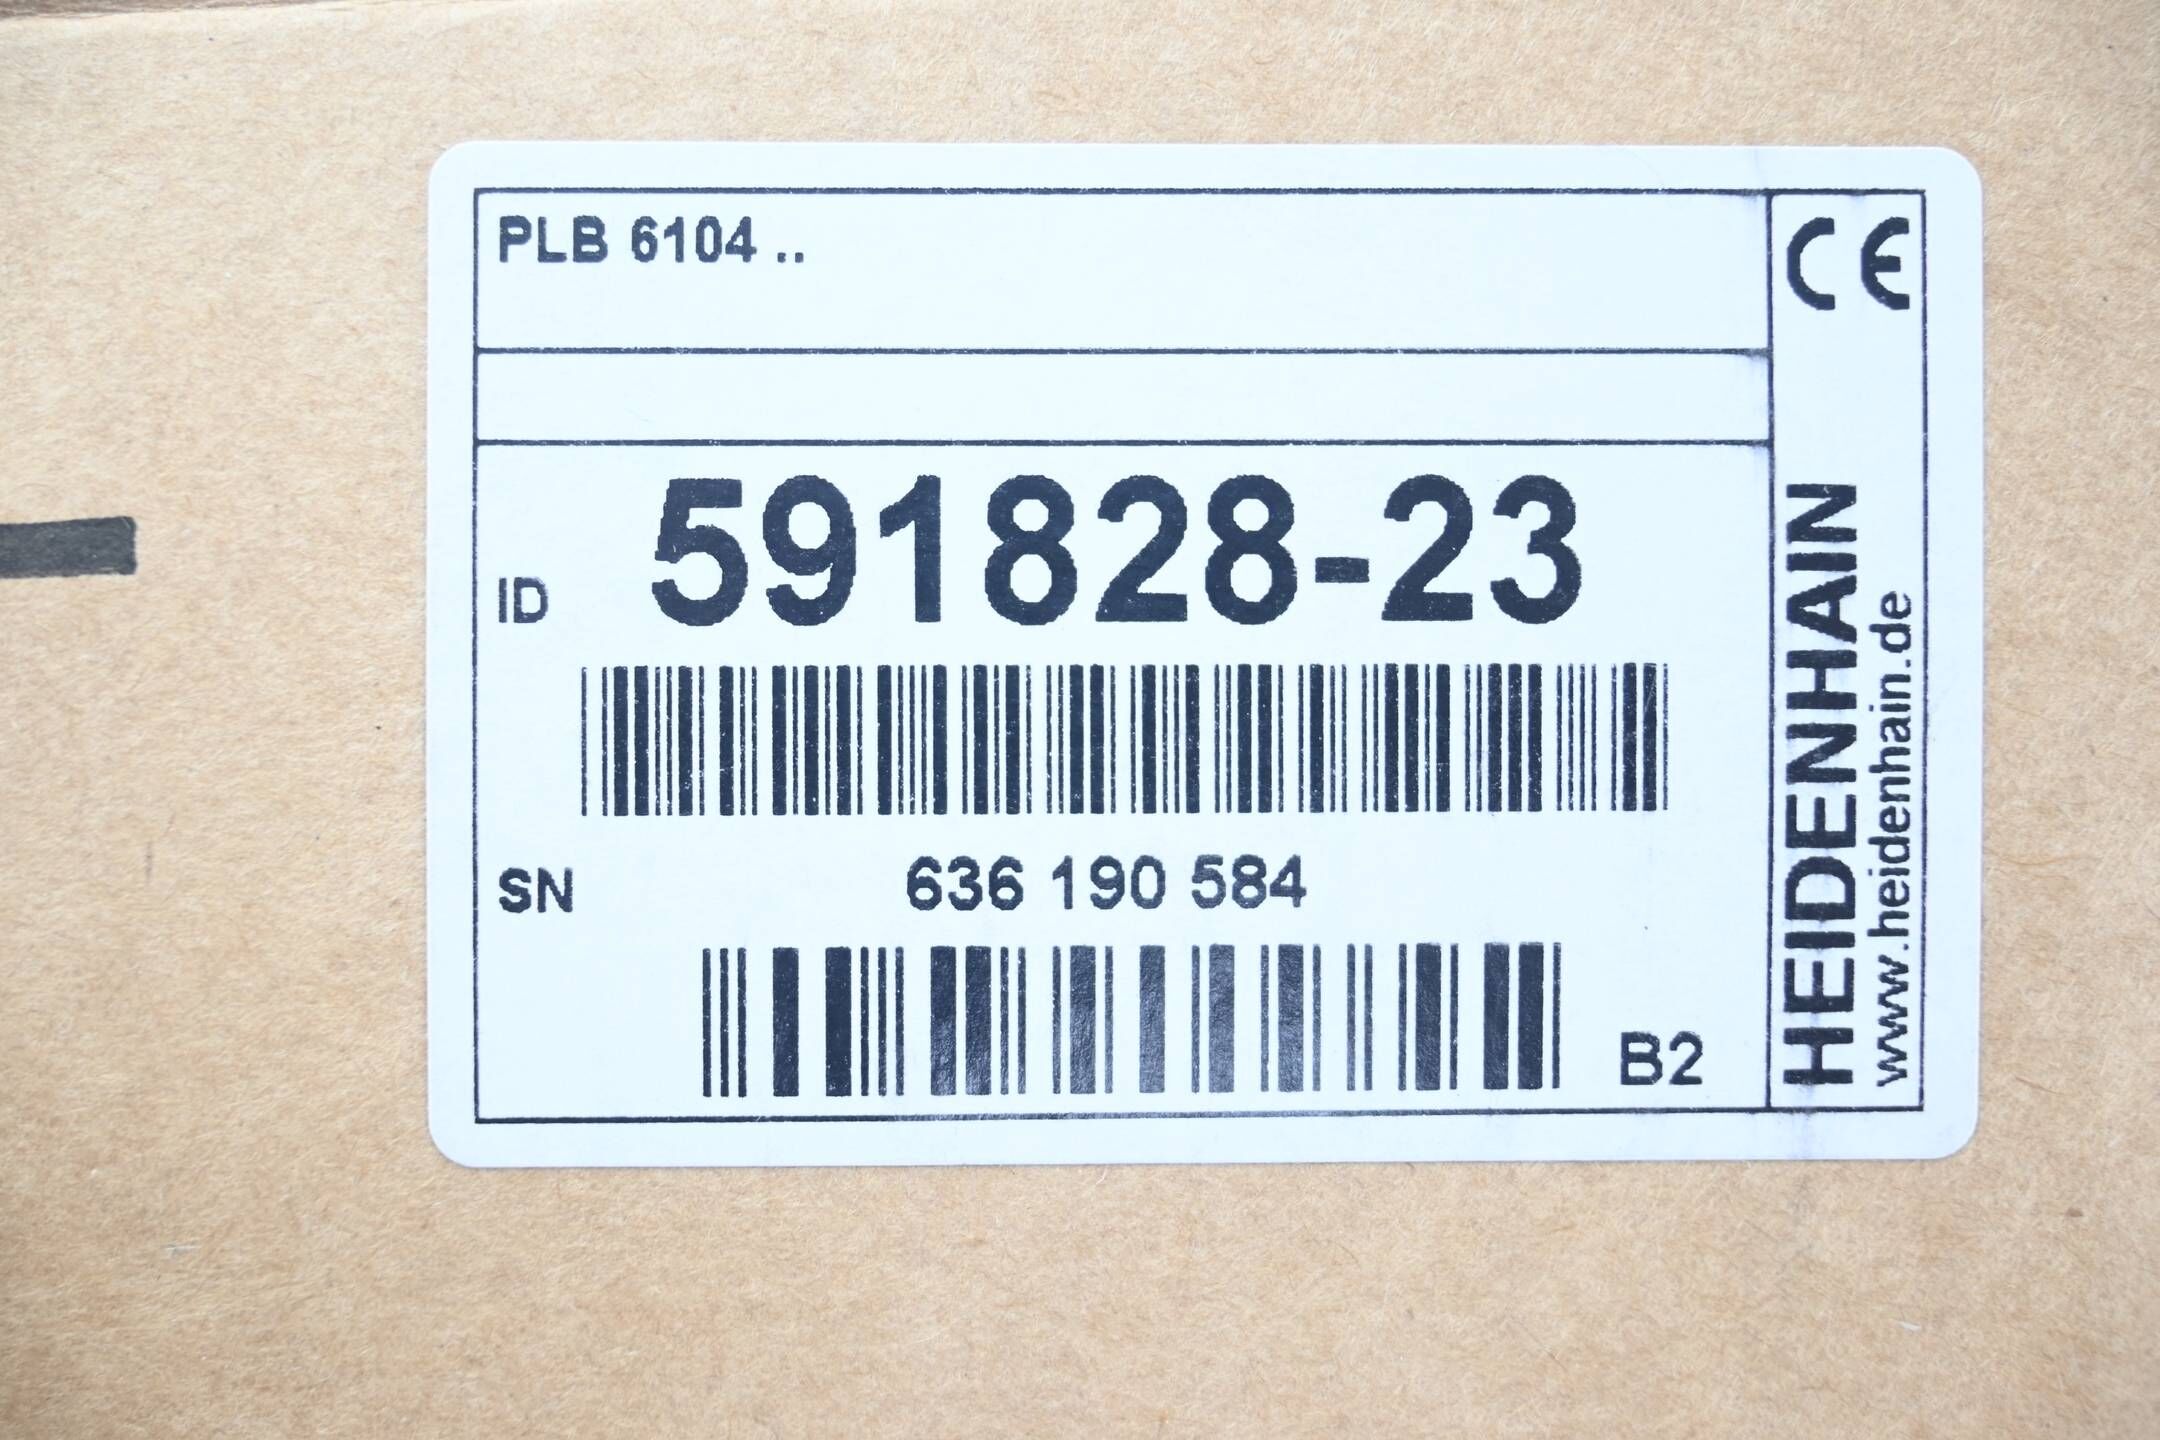 PLB 6104 ..
ID 591828-23
SN 636 190 584
B2
CE
HEIDENHAIN
www.heidenhain.de